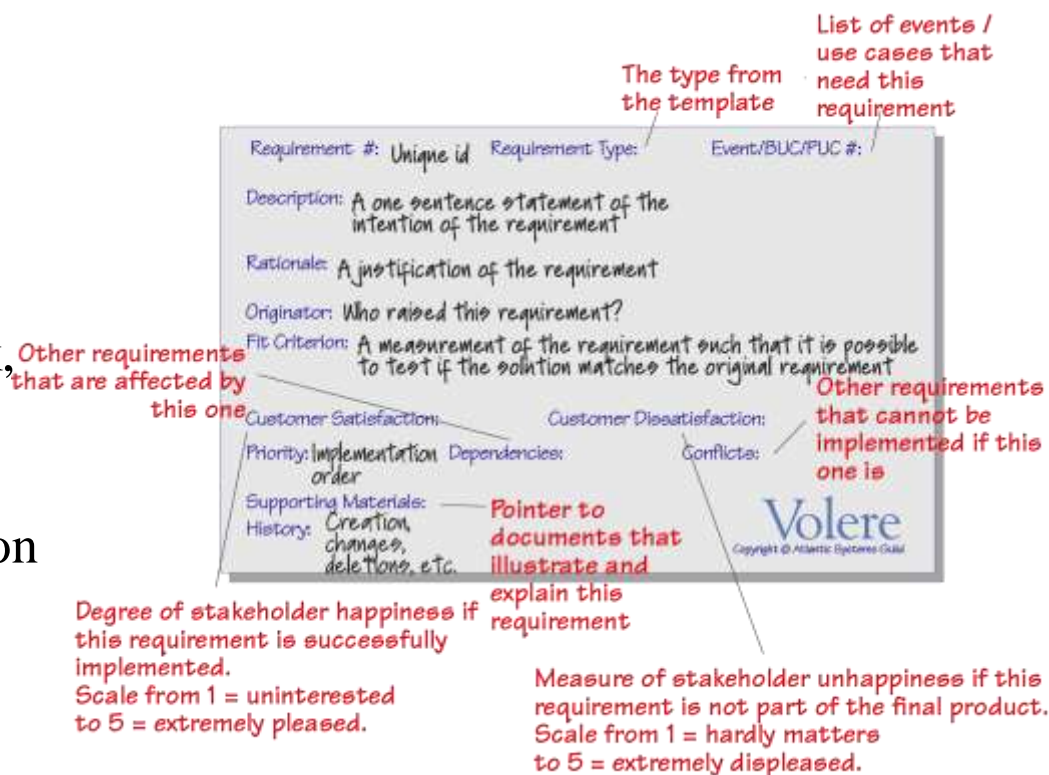 List of events /
use cases that
need this
requirement
The type from
the template
Requirement #: Unique id Requirement Type: Event/BUC/PUC #:
Description: A one sentence statement of the
intention of the requirement
Rationale: A justification of the requirement
Originator: Who raised this requirement?
Fit Criterion: A measurement of the requirement such that it is possible
to test if the solution matches the original requirement
Other requirements
that are affected by
this one
Other requirements
that cannot be
implemented if this
one is
Customer Satisfaction: Customer Dissatisfaction:
Priority: Implementation order Dependencies: Conflicts:
Supporting Materials:
History: Creation,
changes,
deletions, etc.
Pointer to
documents that
illustrate and
explain this
requirement
Volere
Copyright © Atlantic Systems Guild
on
Degree of stakeholder happiness if
this requirement is successfully
implemented.
Scale from 1 = uninterested
to 5 = extremely pleased.
Measure of stakeholder unhappiness if this
requirement is not part of the final product.
Scale from 1 = hardly matters
to 5 = extremely displeased.